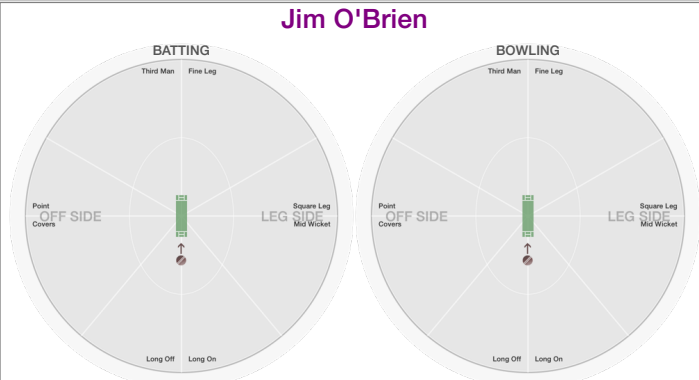 Jim O'Brien
BATTING
Third Man Fine Leg
Point
OFF SIDE
Covers
Square Leg
LEG SIDE
Mid Wicket
Long Off Long On
BOWLING
Third Man Fine Leg
Point
OFF SIDE
Covers
Square Leg
LEG SIDE
Mid Wicket
Long Off Long On